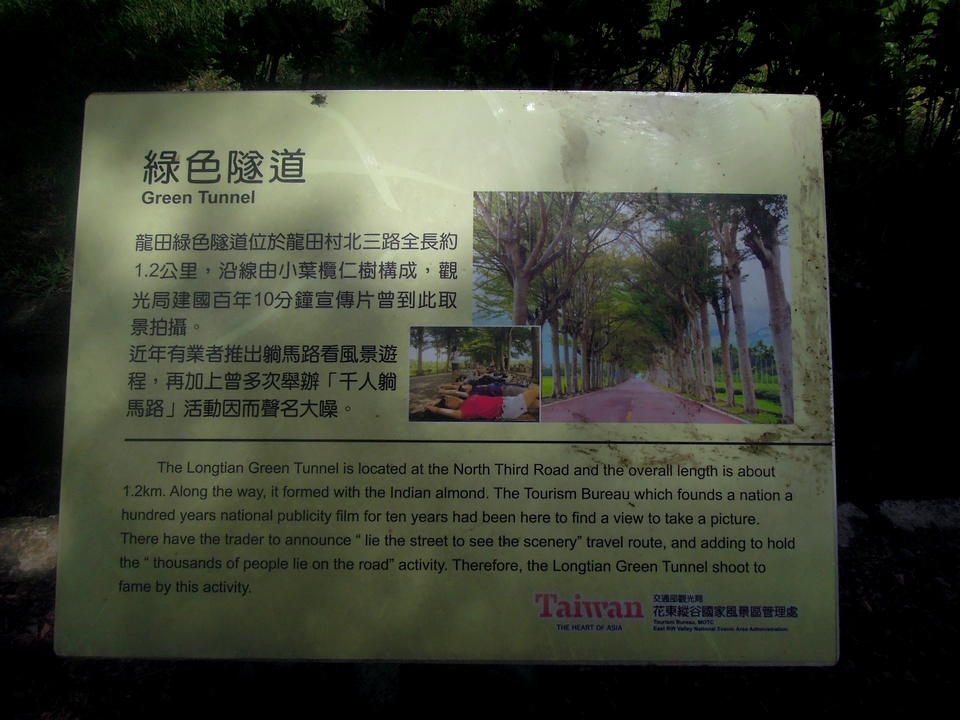 綠色隧道
Green Tunnel
龍田綠色隧道位於龍田村北三路全長約
1.2公里，沿線由小葉欖仁樹構成，觀
光局建國百年10分鐘宣傳片曾到此取
景拍攝。
近年有業者推出躺馬路看風景遊
程，再加上曾多次舉辦「千人躺
馬路」活動因而聲名大噪。
The Longtian Green Tunnel is located at the North Third Road and the overall length is about
1.2km. Along the way, it formed with the Indian almond. The Tourism Bureau which founds a nation a
hundred years national publicity film for ten years had been here to find a view to take a picture.
There have the trader to announce “ lie the street to see the scenery” travel route, and adding to hold
the “ thousands of people lie on the road” activity. Therefore, the Longtian Green Tunnel shoot to
fame by this activity.
Taiwan
THE HEART OF ASIA
交通部觀光局
花東縱谷國家風景區管理處
Tourism Bureau, MOTC
East Rift Valley National Scenic Area Administration.